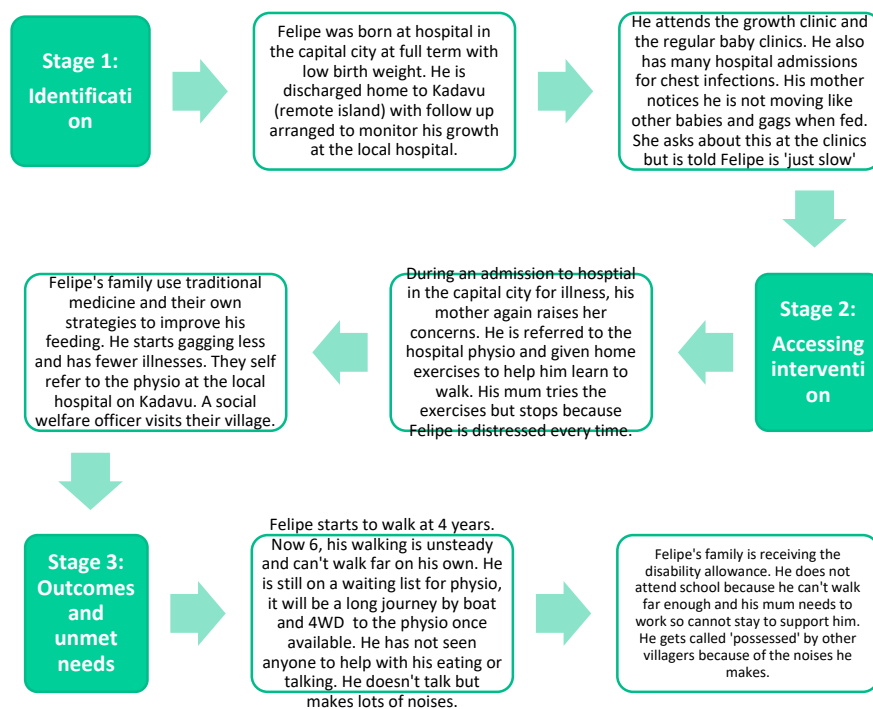 Stage 1:
Identificati
on
Felipe was born at hospital in
the capital city at full term with
low birth weight. He is
discharged home to Kadavu
(remote island) with follow up
arranged to monitor his growth
at the local hospital.
He attends the growth clinic and
the regular baby clinics. He also
has many hospital admissions
for chest infections. His mother
notices he is not moving like
other babies and gags when fed.
She asks about this at the clinics
but is told Felipe is 'just slow'
Stage 2:
Accessing
interventi
on
During an admission to hosptial
in the capital city for illness, his
mother again raises her
concerns. He is referred to the
hospital physio and given home
exercises to help him learn to
walk. His mum tries the
exercises but stops because
Felipe is distressed every time.
Felipe's family use traditional
medicine and their own
strategies to improve his
feeding. He starts gagging less
and has fewer illnesses. They self
refer to the physio at the local
hospital on Kadavu. A social
welfare officer visits their village.
Stage 3:
Outcomes
and
unmet
needs
Felipe starts to walk at 4 years.
Now 6, his walking is unsteady
and can't walk far on his own. He
is still on a waiting list for physio,
it will be a long journey by boat
and 4WD to the physio once
available. He has not seen
anyone to help with his eating or
talking. He doesn't talk but
makes lots of noises.
Felipe's family is receiving the
disability allowance. He does not
attend school because he can't walk
far enough and his mum needs to
work so cannot stay to support him.
He gets called 'possessed' by other
villagers because of the noises he
makes.